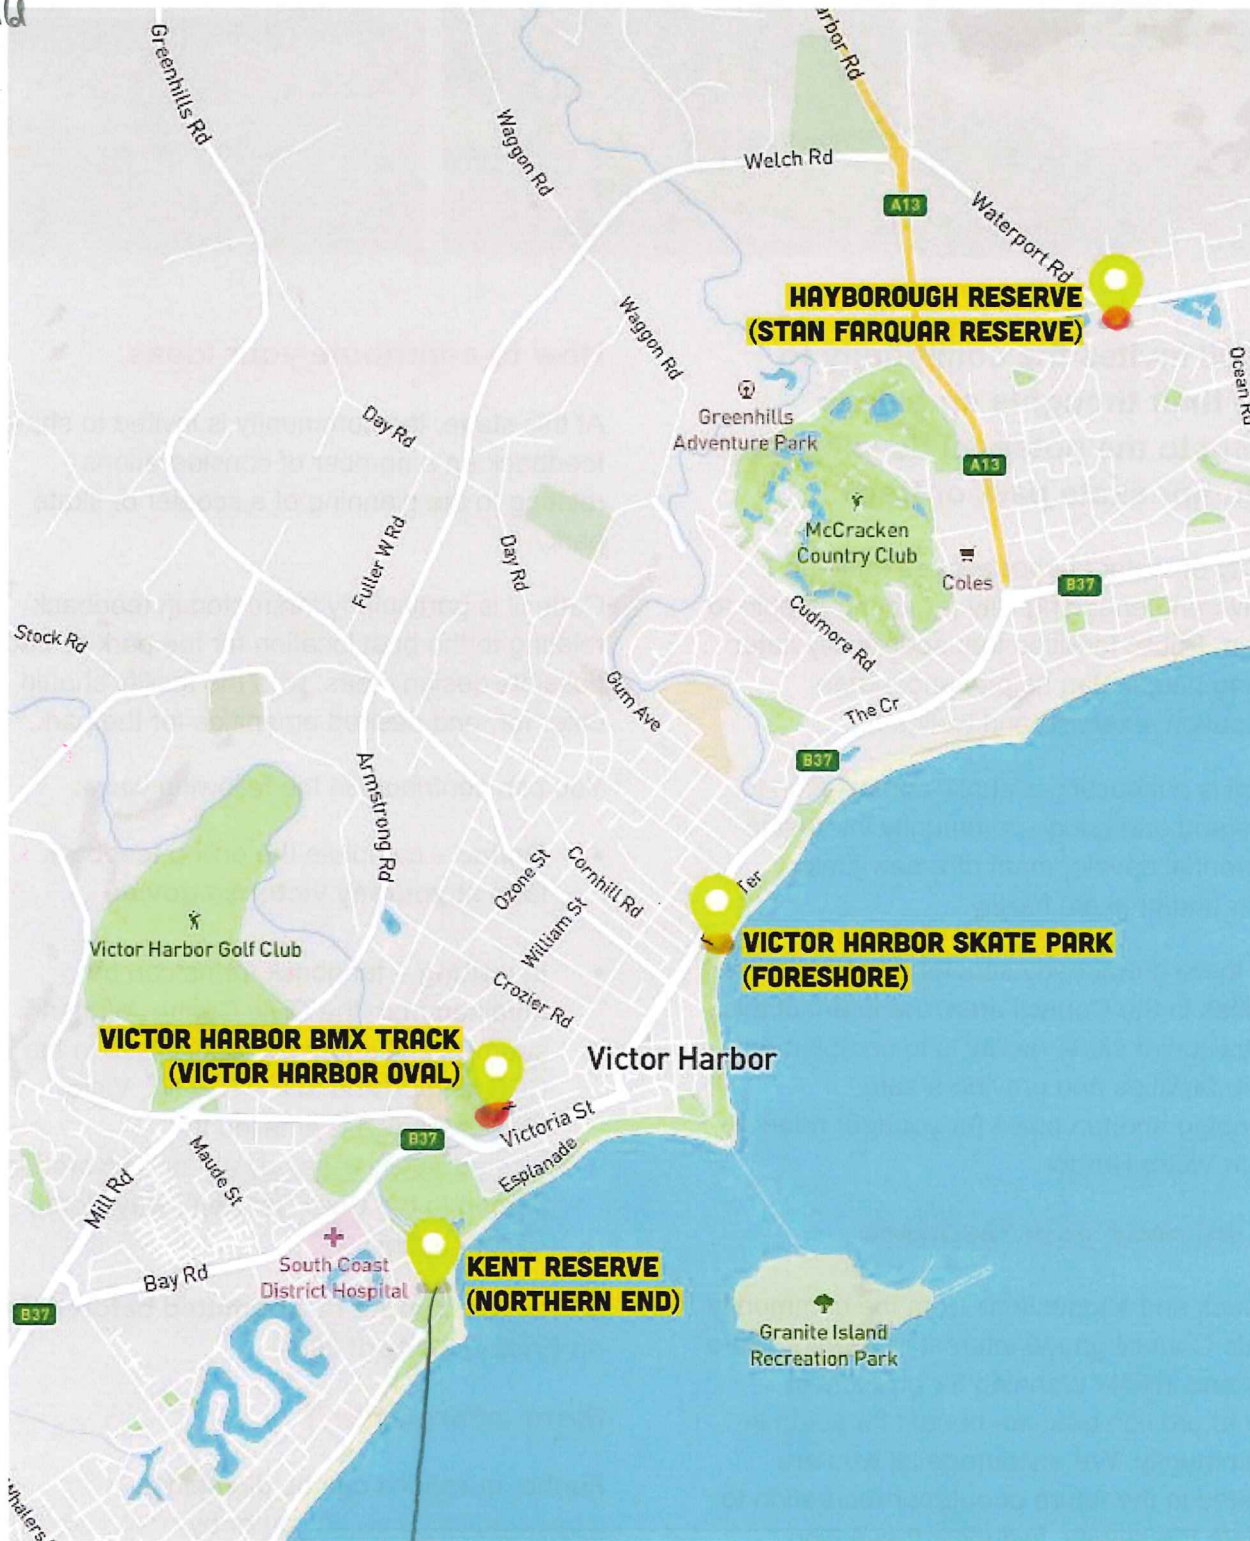 Greenhills Rd
Waggon Rd
Welch Rd
A13
Waterport Rd
HAYBOROUGH RESERVE
(STAN FARQUAR RESERVE)
Waggon Rd
Ocean Rd
Greenhills
Adventure Park
Day Rd
A13
McCracken
Country Club
Coles
B37
Fuller W Rd
Day Rd
Cudmore Rd
Stock Rd
Gum Ave
The Cr
B37
Armstrong Rd
Ozone St
Cornhill Rd
Ter
William St
Victor Harbor Golf Club
VICTOR HARBOR SKATE PARK
(FORESHORE)
Crozier Rd
VICTOR HARBOR BMX TRACK
(VICTOR HARBOR OVAL)
Victor Harbor
Victoria St
B37
Esplanade
Maude St
Mill Rd
South Coast
District Hospital
Bay Rd
KENT RESERVE
(NORTHERN END)
B37
Granite Island
Recreation Park
Whalers